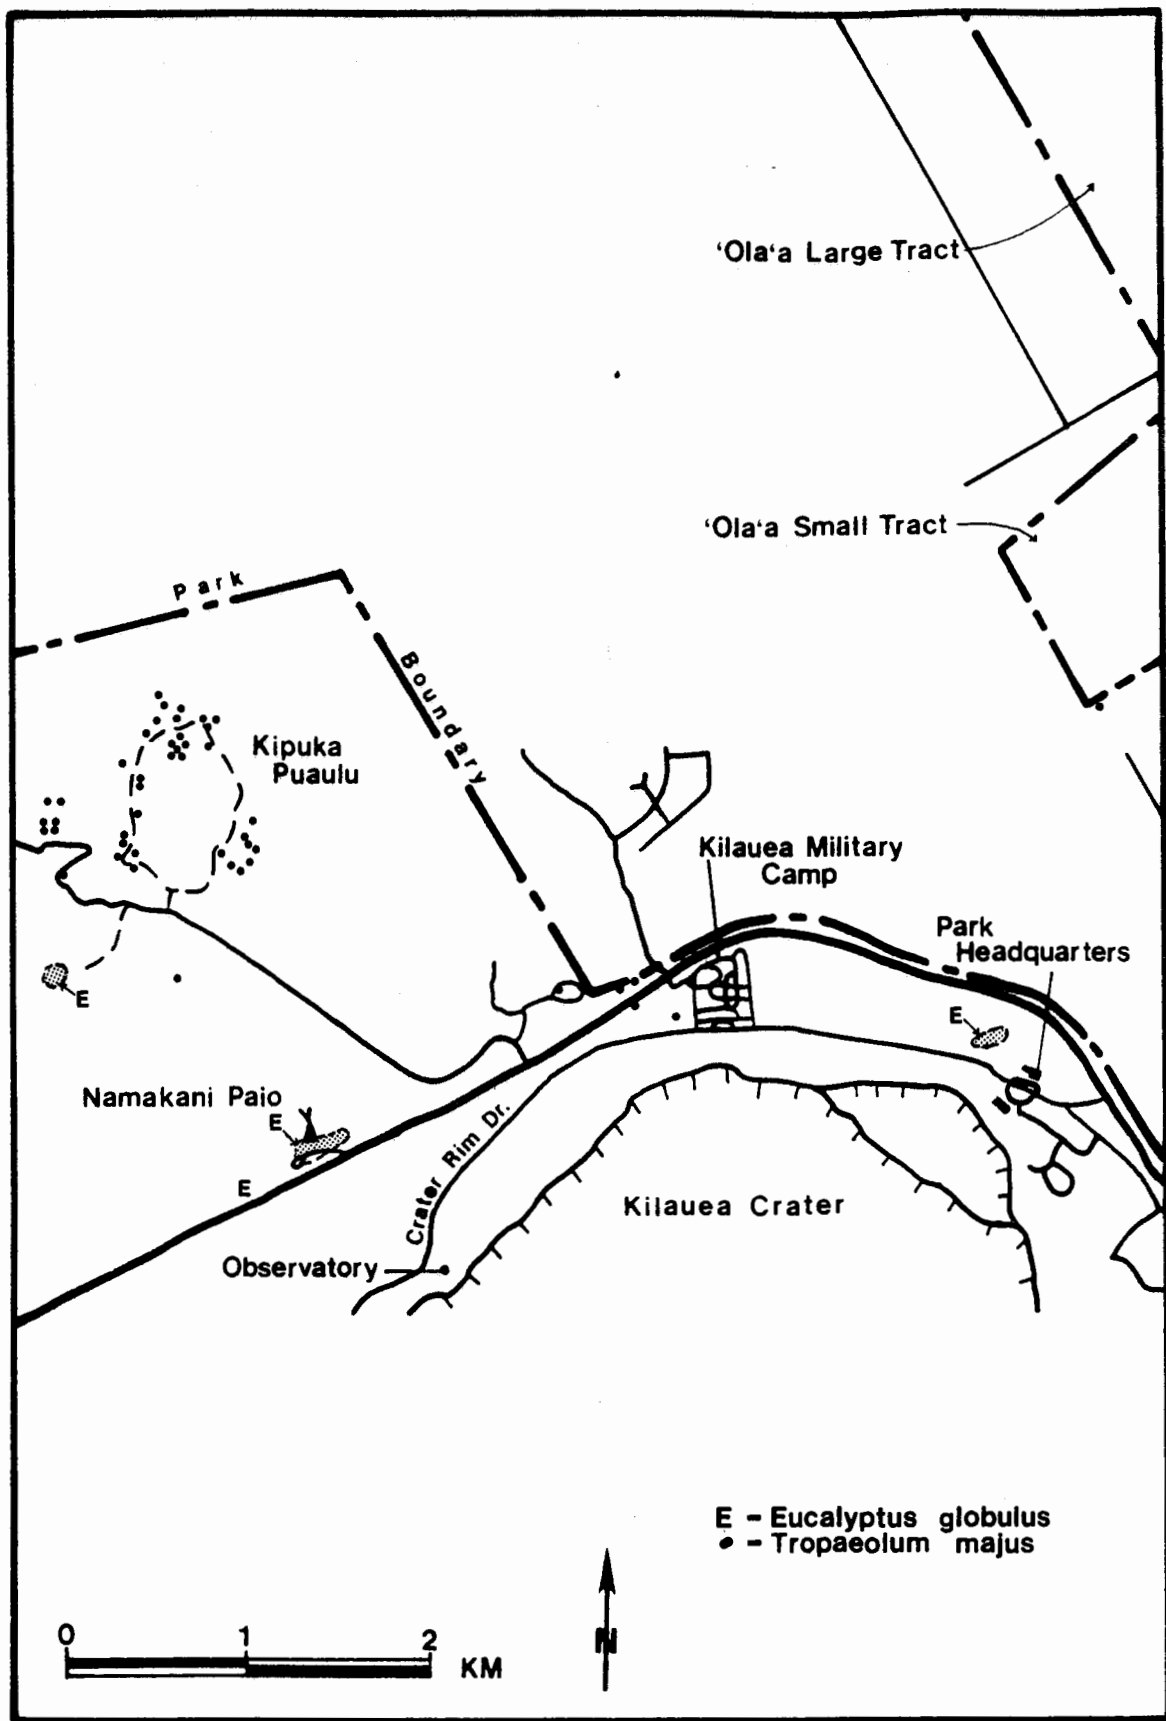 ‘Ola‘a Large Tract
‘Ola‘a Small Tract
Park
Boundary
Kipuka
Puaulu
Kilauea Military
Camp
Park
Headquarters
E
E
Namakani Paio
E
E
Crater Rim Dr.
Kilauea Crater
Observatory
E - Eucalyptus globulus
• - Tropaeolum majus
0 1 2
KM
N